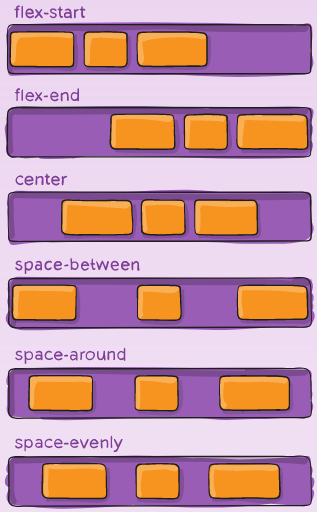 flex-start
flex-end
center
space-between
space-around
space-evenly